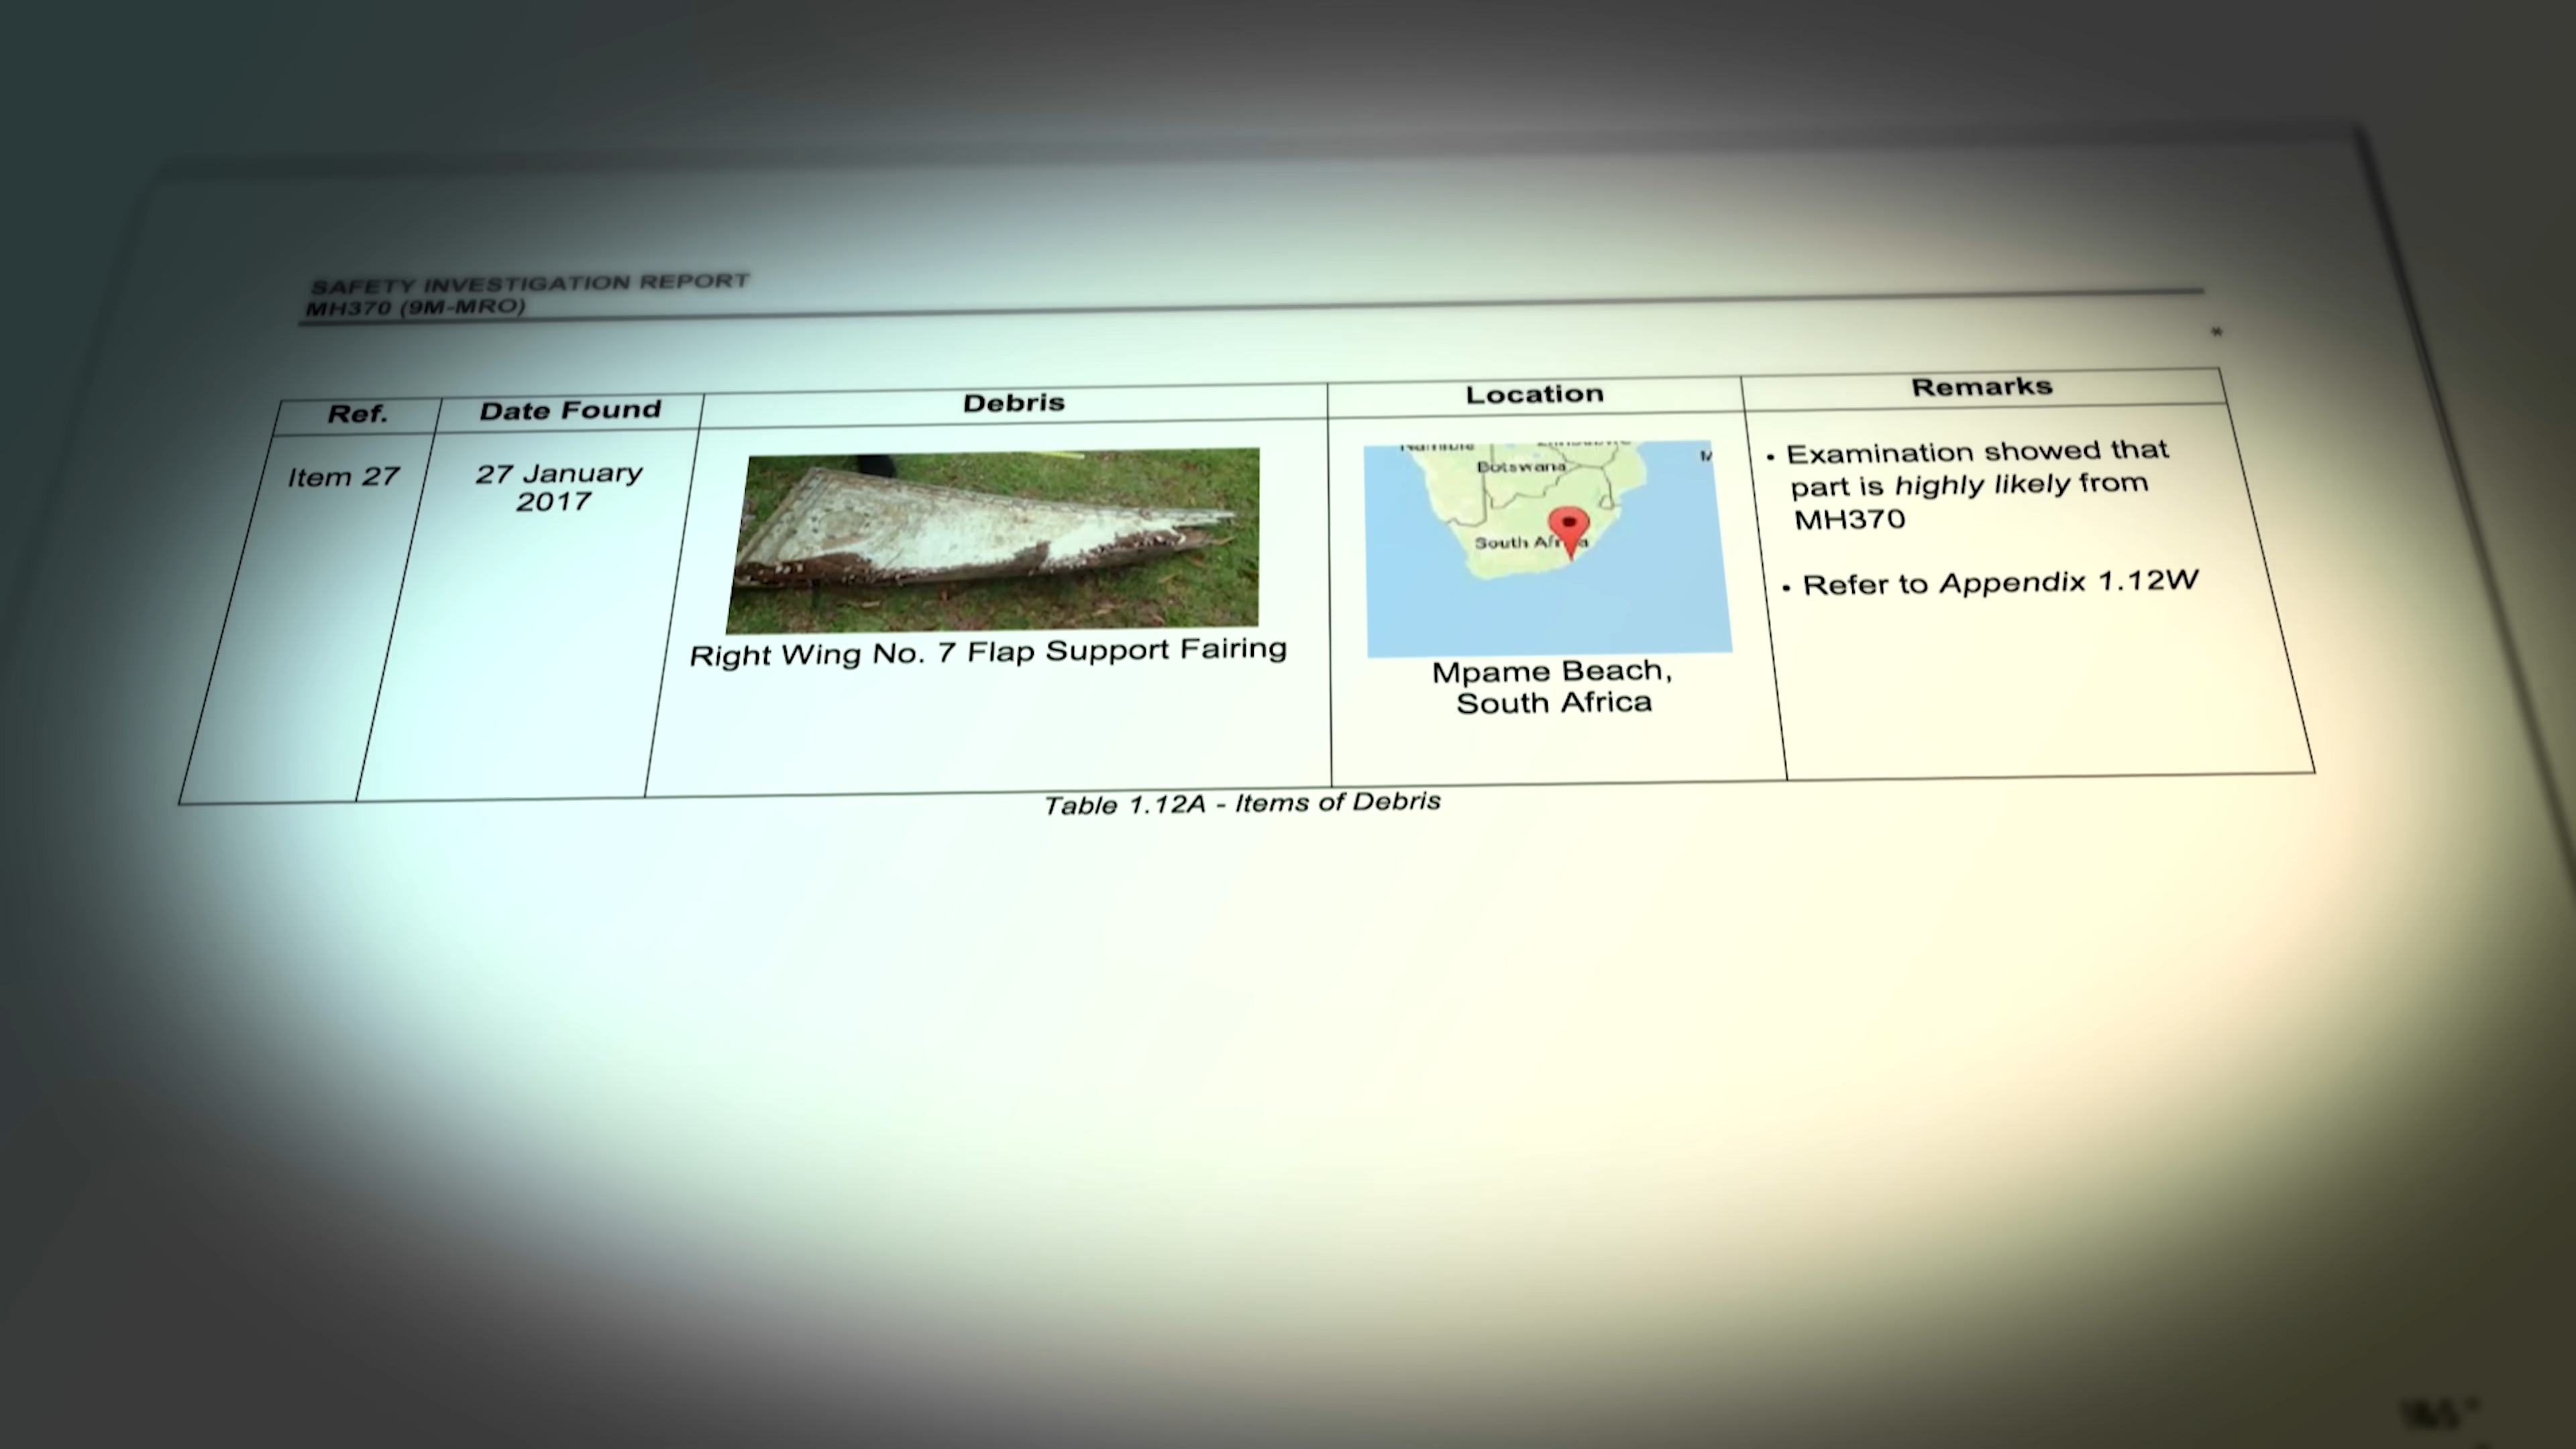 SAFETY INVESTIGATION REPORT
MH370 (9M-MRO)
*
Ref.
Date Found
Debris
Location
Remarks
Item 27
27 January
2017
Right Wing No. 7 Flap Support Fairing
Botswana
South Africa
Mpame Beach,
South Africa
• Examination showed that
part is highly likely from
MH370
• Refer to Appendix 1.12W
Table 1.12A - Items of Debris